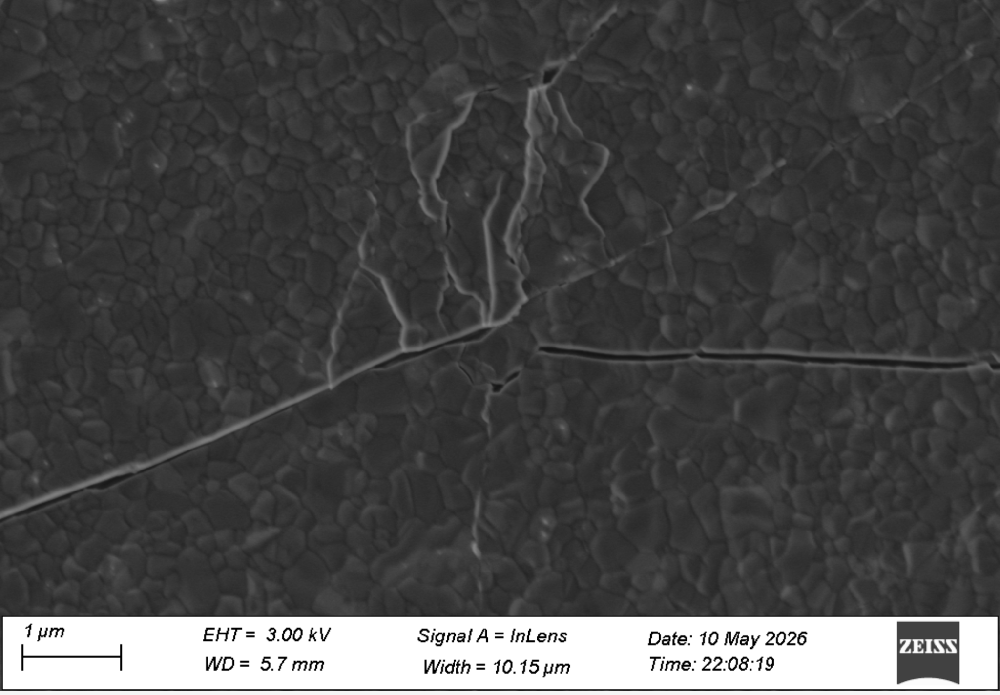 1 µm
EHT = 3.00 kV
WD = 5.7 mm
Signal A = InLens
Width = 10.15 µm
Date: 10 May 2026
Time: 22:08:19
ZEISS